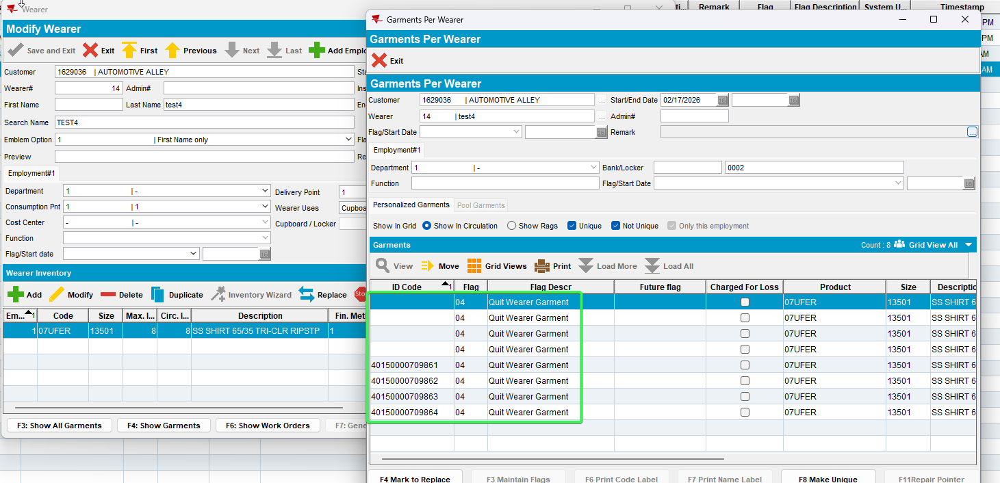 Wearer
Modify Wearer
Save and Exit Exit First Previous Next Last Add Emplo
Customer 1629036 | AUTOMOTIVE ALLEY Sta
Wearer# 14 Admin# Ins
First Name Last Name test4 En
Search Name TEST4
Emblem Option 1 | First Name only Fla
Preview Re
Employment#1
Department 1 | - Delivery Point 1
Consumption Pnt 1 | 1 Wearer Uses Cupboa
Cost Center - | - Cupboard / Locker
Function
Flag/Start date 16
Wearer Inventory
Add Modify Delete Duplicate Inventory Wizard Replace
Em... 1 Code Size Max. I... Circ. I... Description Fin. Met
1 07UFER 13501 8 8 SS SHIRT 65/35 TRI-CLR RIPSTP 1
F3: Show All Garments F4: Show Garments F6: Show Work Orders F7: Gene
ti... Remark Flag Flag Description System U... Timestamp
PM
PM
AM
AM
Garments Per Wearer
Garments Per Wearer
Exit
Garments Per Wearer
Customer 1629036 | AUTOMOTIVE ALLEY ... Start/End Date 02/17/2026 16 16
Wearer 14 | test4 ... Admin#
Flag/Start Date 16 Remark ...
Employment#1
Department 1 | - Bank/Locker 0002
Function Flag/Start Date 16
Personalized Garments Pool Garments
Show In Grid Show In Circulation Show Rags Unique Not Unique Only this employment
Garments Count : 8 Grid View All
View Move Grid Views Print Load More Load All
ID Code 1 Flag Flag Descr Future flag Charged For Loss Product Size Descriptio
04 Quit Wearer Garment 07UFER 13501 SS SHIRT 6
04 Quit Wearer Garment 07UFER 13501 SS SHIRT 6
04 Quit Wearer Garment 07UFER 13501 SS SHIRT 6
04 Quit Wearer Garment 07UFER 13501 SS SHIRT 6
40150000709861 04 Quit Wearer Garment 07UFER 13501 SS SHIRT 6
40150000709862 04 Quit Wearer Garment 07UFER 13501 SS SHIRT 6
40150000709863 04 Quit Wearer Garment 07UFER 13501 SS SHIRT 6
40150000709864 04 Quit Wearer Garment 07UFER 13501 SS SHIRT 6
F4 Mark to Replace F3 Maintain Flags F6 Print Code Label F7 Print Name Label F8 Make Unique F11Repair Pointer